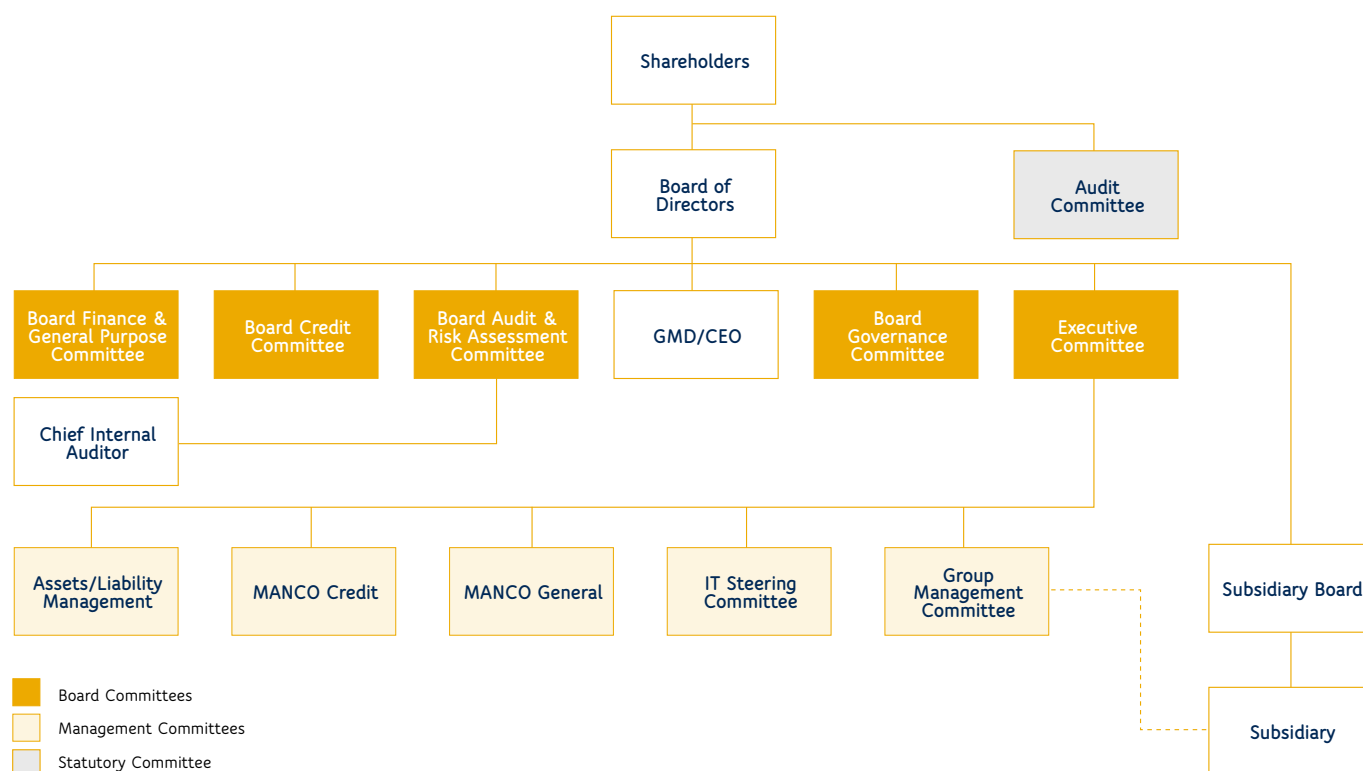 Shareholders
Board of
Directors
Audit
Committee
Board Finance &
General Purpose
Committee
Board Credit
Committee
Board Audit &
Risk Assessment
Committee
GMD/CEO
Board
Governance
Committee
Executive
Committee
Chief Internal
Auditor
Assets/Liability
Management
MANCO Credit
MANCO General
IT Steering
Committee
Group
Management
Committee
Subsidiary Board
Subsidiary
Board Committees
Management Committees
Statutory Committee